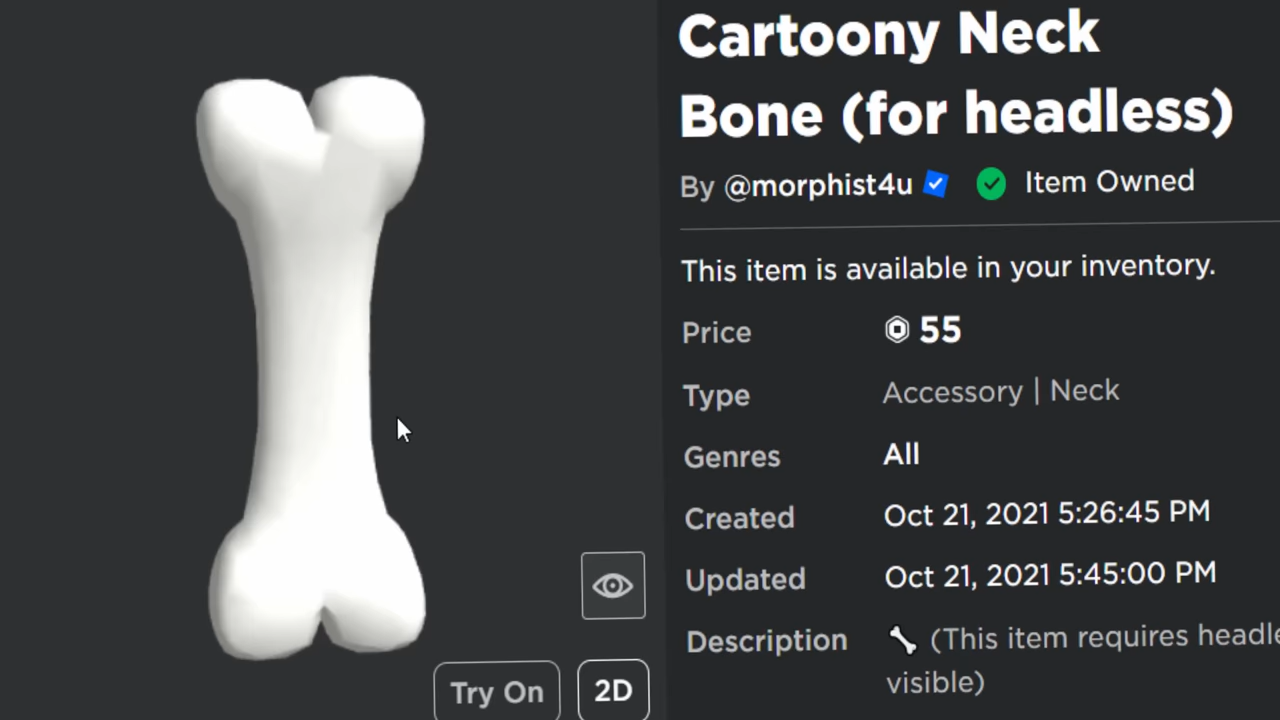 Cartoony Neck
Bone (for headless)
By @morphist4u Item Owned
This item is available in your inventory.
Price 55
Type Accessory | Neck
Genres All
Created Oct 21, 2021 5:26:45 PM
Updated Oct 21, 2021 5:45:00 PM
Description 🦴 (This item requires
visible)
Try On 2D